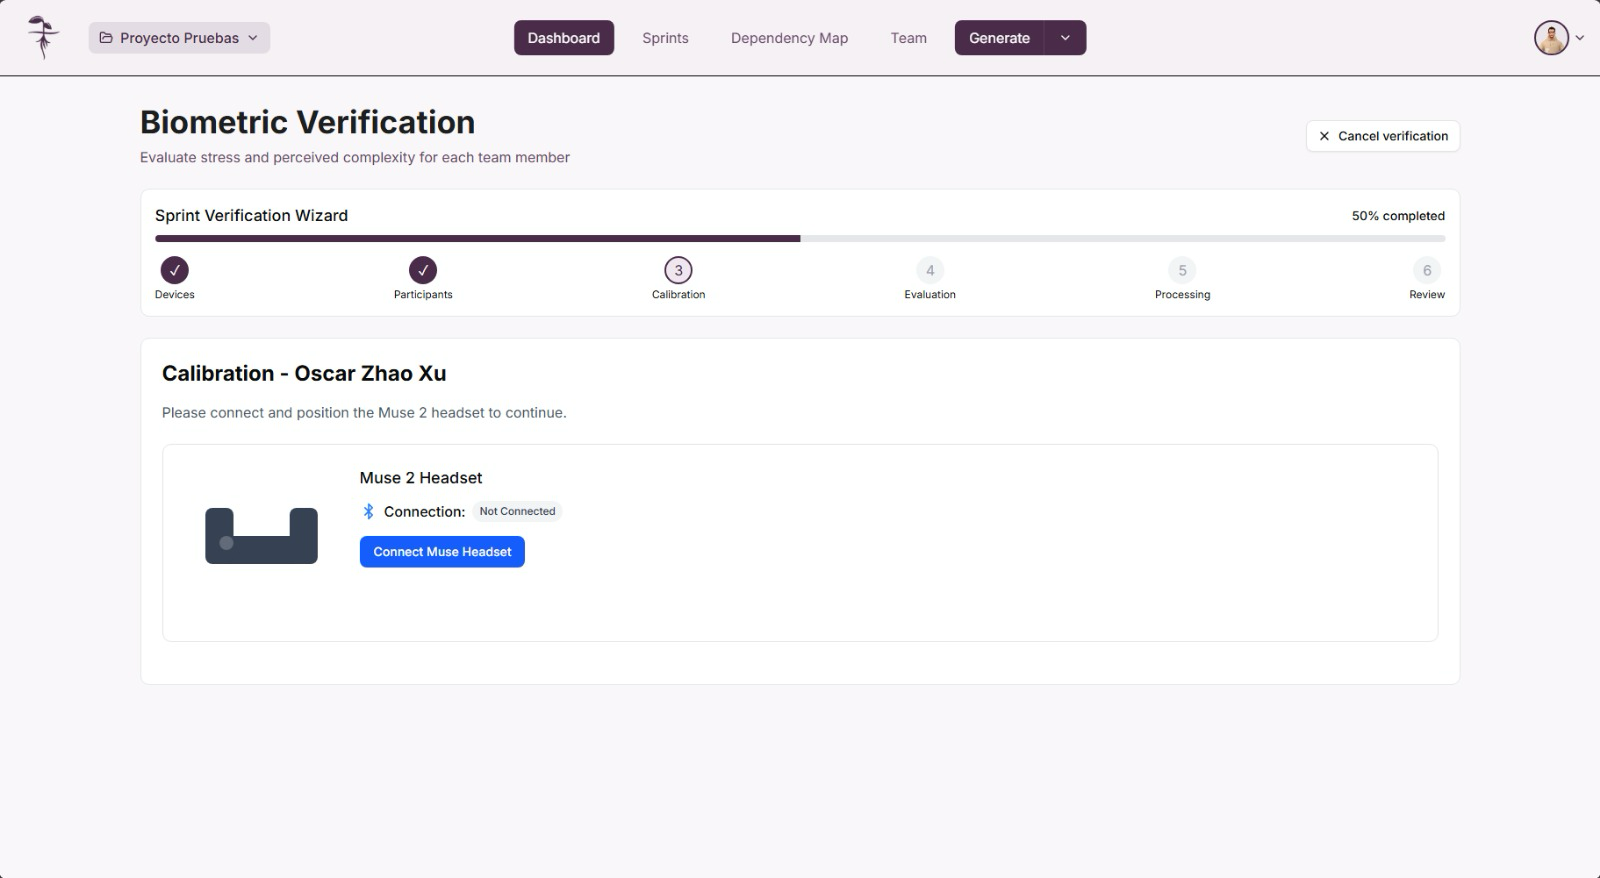 Proyecto Pruebas
Dashboard
Sprints
Dependency Map
Team
Generate
Biometric Verification
Evaluate stress and perceived complexity for each team member
Cancel verification
Sprint Verification Wizard
50% completed
3
4
5
6
Devices
Participants
Calibration
Evaluation
Processing
Review
Calibration - Oscar Zhao Xu
Please connect and position the Muse 2 headset to continue.
Muse 2 Headset
Connection: Not Connected
Connect Muse Headset